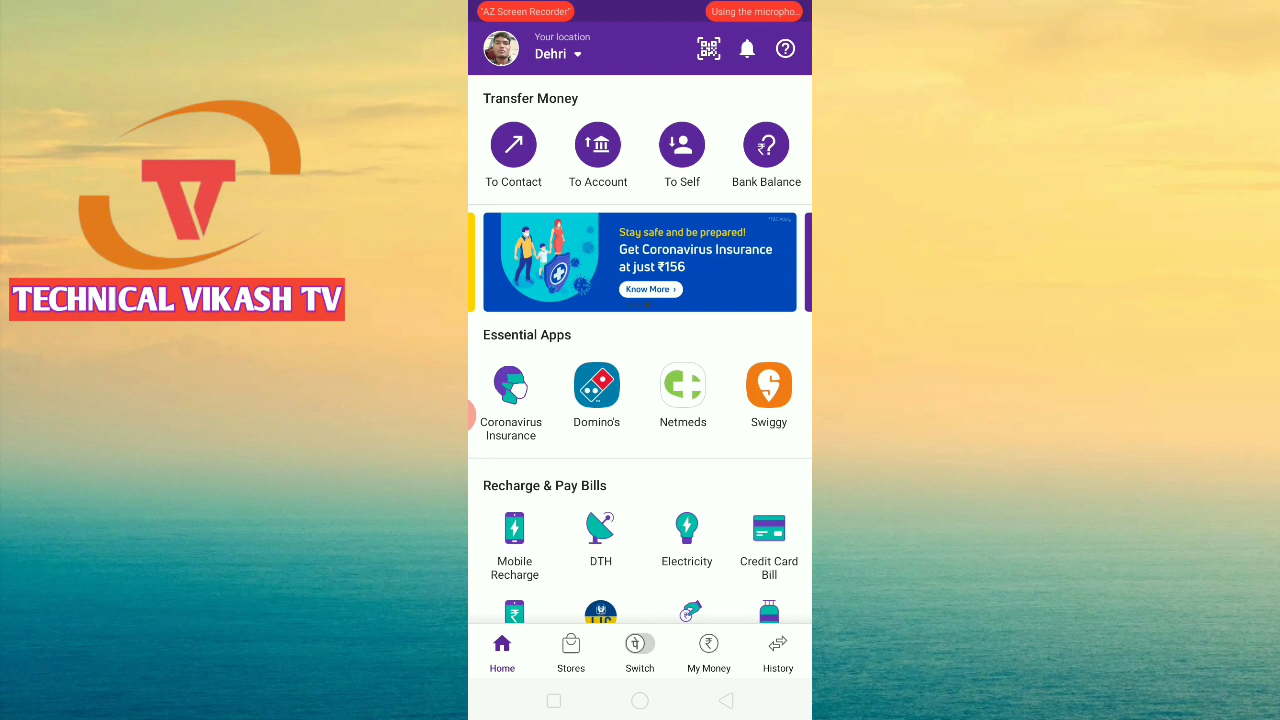 "AZ Screen Recorder"
Using the micropho...
Your location
Dehri
Transfer Money
To Contact
To Account
To Self
Bank Balance
Stay safe and be prepared!
Get Coronavirus Insurance
at just ₹156
Know More ›
TECHNICAL VIKASH TV
Essential Apps
Coronavirus
Insurance
Domino's
Netmeds
Swiggy
Recharge & Pay Bills
Mobile
Recharge
DTH
Electricity
Credit Card
Bill
LIC
Home
Stores
Switch
My Money
History